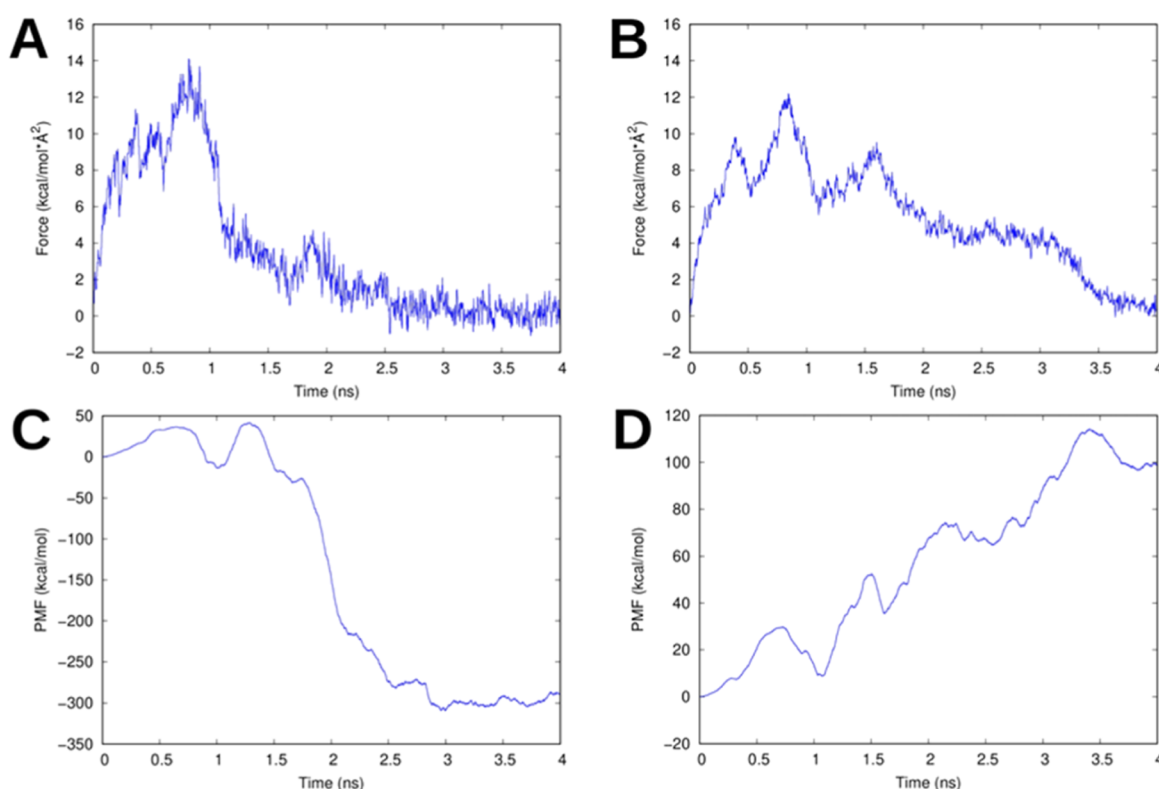 A
16
14
12
10
8
6
4
2
0
−2
Force (kcal/mol*Å²)
0 0.5 1 1.5 2 2.5 3 3.5 4
Time (ns)
B
16
14
12
10
8
6
4
2
0
−2
Force (kcal/mol*Å²)
0 0.5 1 1.5 2 2.5 3 3.5 4
Time (ns)
C
50
0
−50
−100
−150
−200
−250
−300
−350
PMF (kcal/mol)
0 0.5 1 1.5 2 2.5 3 3.5 4
Time (ns)
D
120
100
80
60
40
20
0
−20
PMF (kcal/mol)
0 0.5 1 1.5 2 2.5 3 3.5 4
Time (ns)